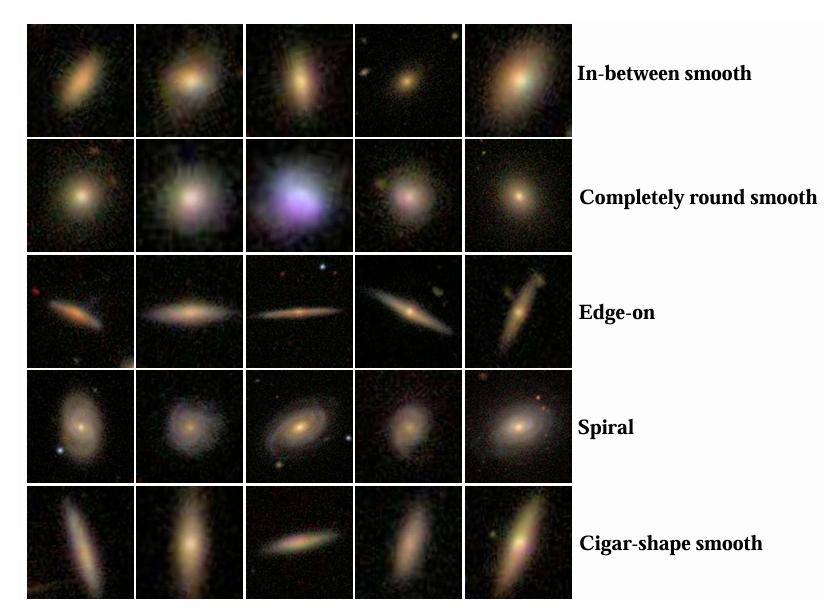 In-between smooth
Completely round smooth
Edge-on
Spiral
Cigar-shape smooth